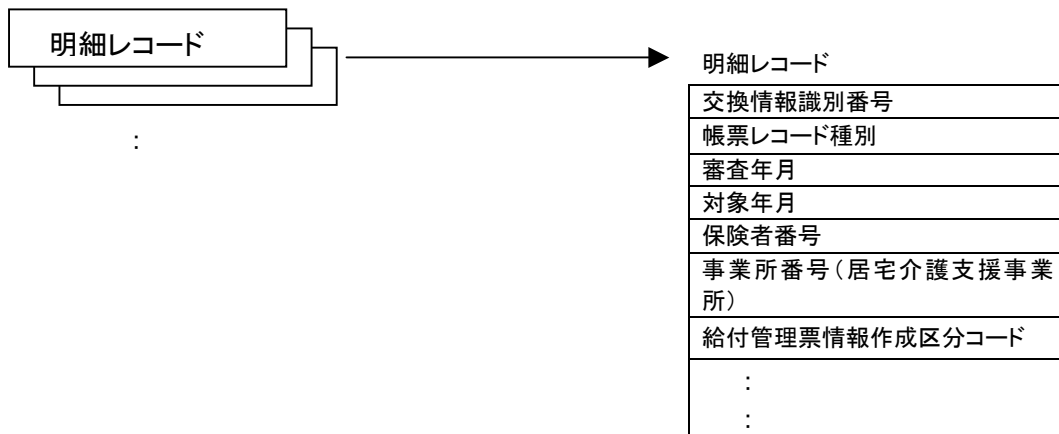 明細レコード
:
明細レコード
交換情報識別番号
帳票レコード種別
審査年月
対象年月
保険者番号
事業所番号(居宅介護支援事業
所)
給付管理票情報作成区分コード
:
: